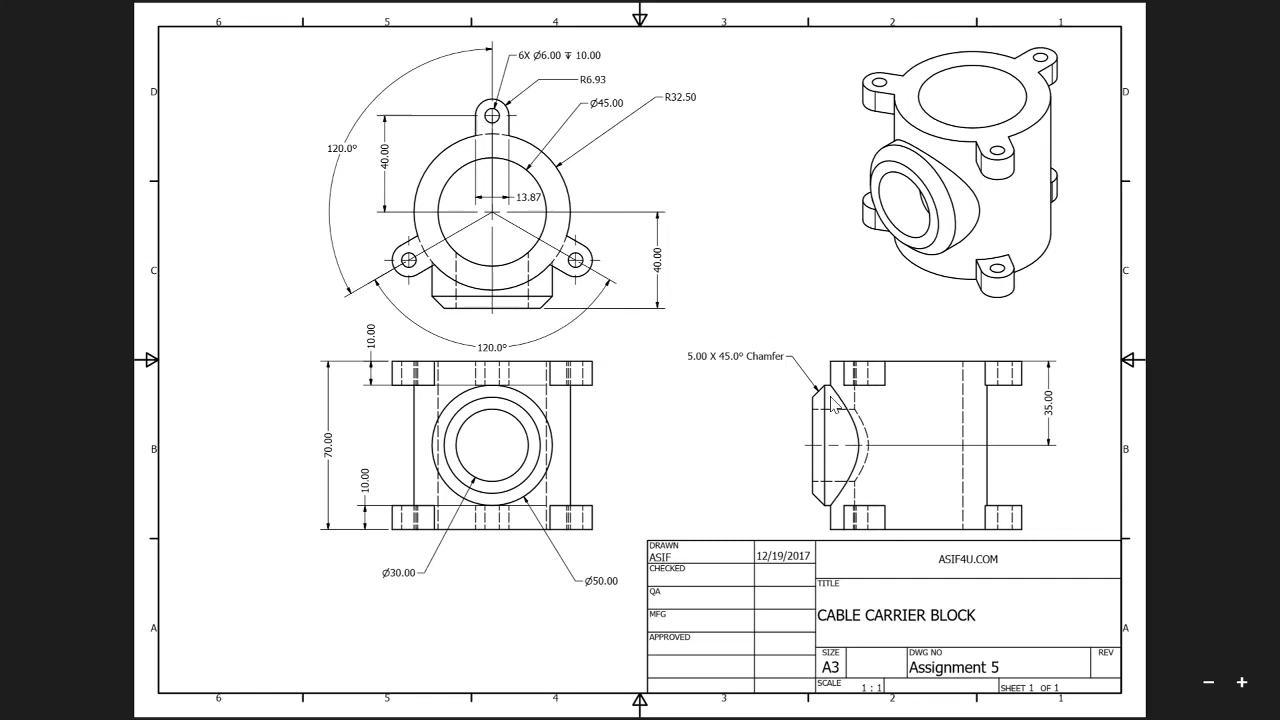 6 5 4 3 2 1
6X Ø6.00 ↧ 10.00
R6.93
Ø45.00
R32.50
D D
120.0°
40.00
13.87
40.00
C C
120.0°
10.00
5.00 X 45.0° Chamfer
35.00
70.00
B B
10.00
Ø30.00
Ø50.00
DRAWN
ASIF
12/19/2017
ASIF4U.COM
CHECKED
TITLE
QA
MFG
CABLE CARRIER BLOCK
A A
APPROVED
SIZE
A3
DWG NO
Assignment 5
REV
SCALE
1 : 1
SHEET 1 OF 1
6 5 4 3 2 1